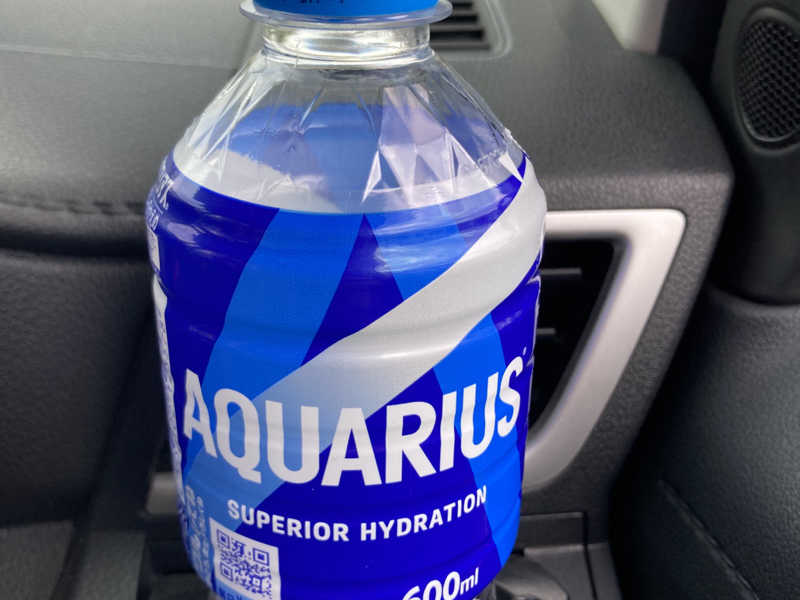 AQUARIUS
SUPERIOR HYDRATION
600ml